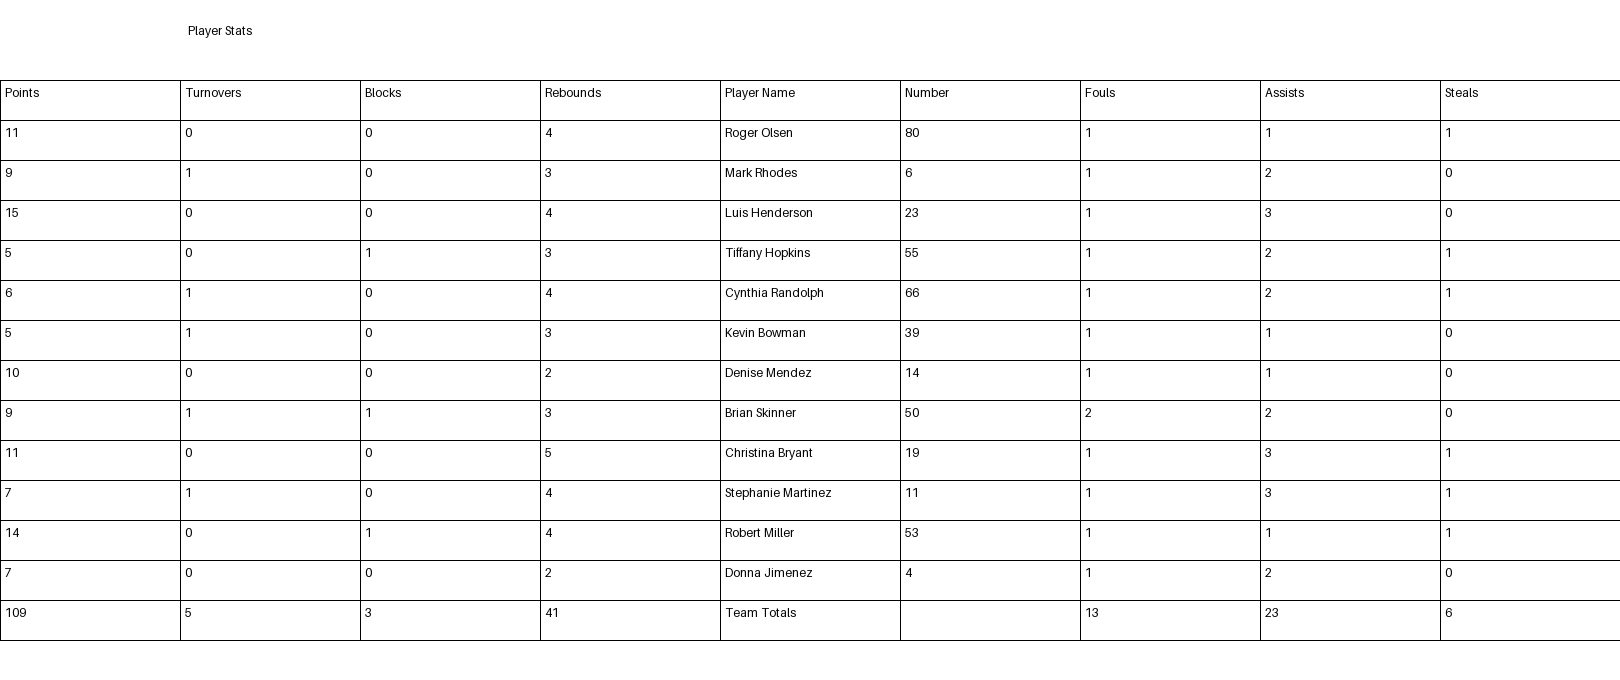 Player Stats
Points Turnovers Blocks Rebounds Player Name Number Fouls Assists Steals
11 0 0 4 Roger Olsen 80 1 1 1
9 1 0 3 Mark Rhodes 6 1 2 0
15 0 0 4 Luis Henderson 23 1 3 0
5 0 1 3 Tiffany Hopkins 55 1 2 1
6 1 0 4 Cynthia Randolph 66 1 2 1
5 1 0 3 Kevin Bowman 39 1 1 0
10 0 0 2 Denise Mendez 14 1 1 0
9 1 1 3 Brian Skinner 50 2 2 0
11 0 0 5 Christina Bryant 19 1 3 1
7 1 0 4 Stephanie Martinez 11 1 3 1
14 0 1 4 Robert Miller 53 1 1 1
7 0 0 2 Donna Jimenez 4 1 2 0
109 5 3 41 Team Totals 13 23 6